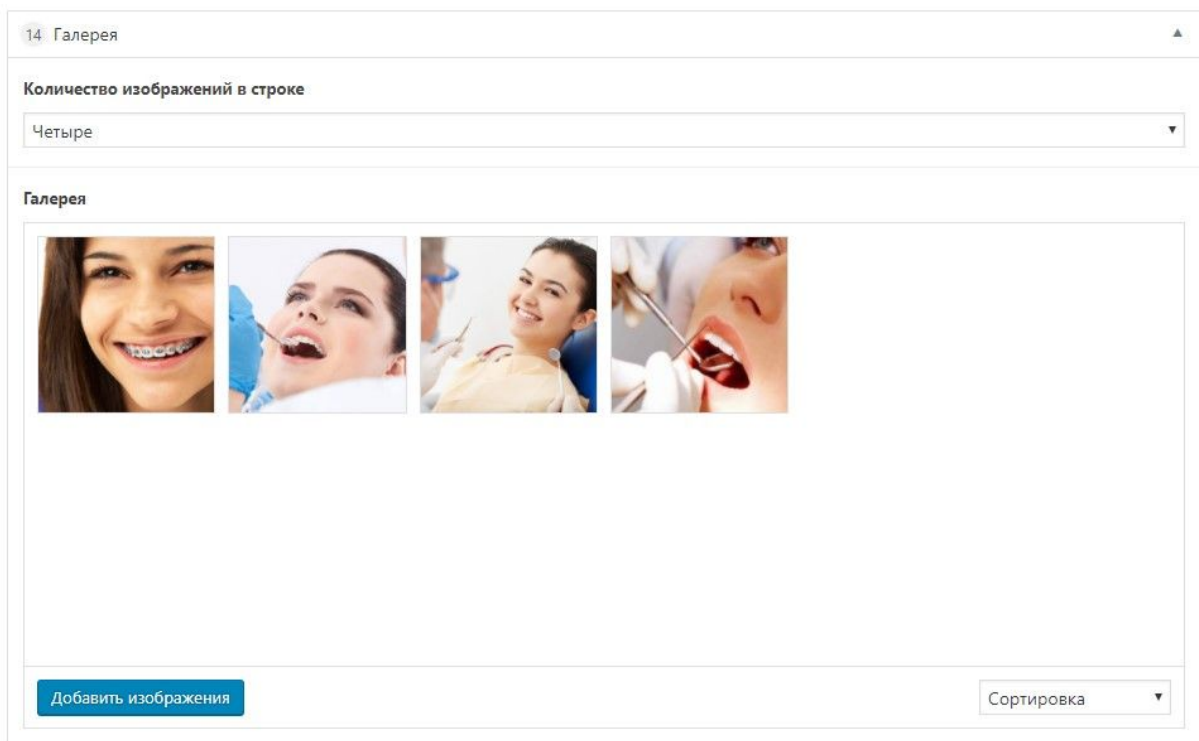 14 Галерея
Количество изображений в строке
Четыре
Галерея
Добавить изображения
Сортировка